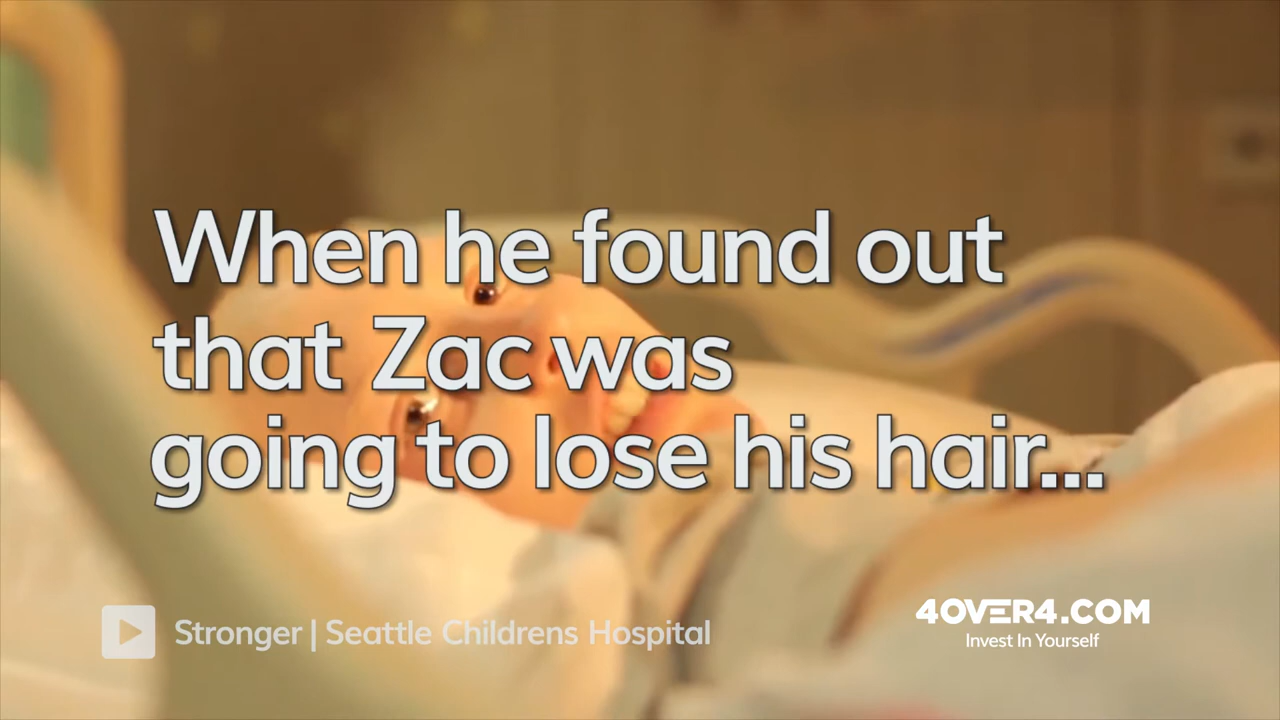 When he found out
that Zac was
going to lose his hair...
Stronger | Seattle Childrens Hospital
4OVER4.COM
Invest In Yourself